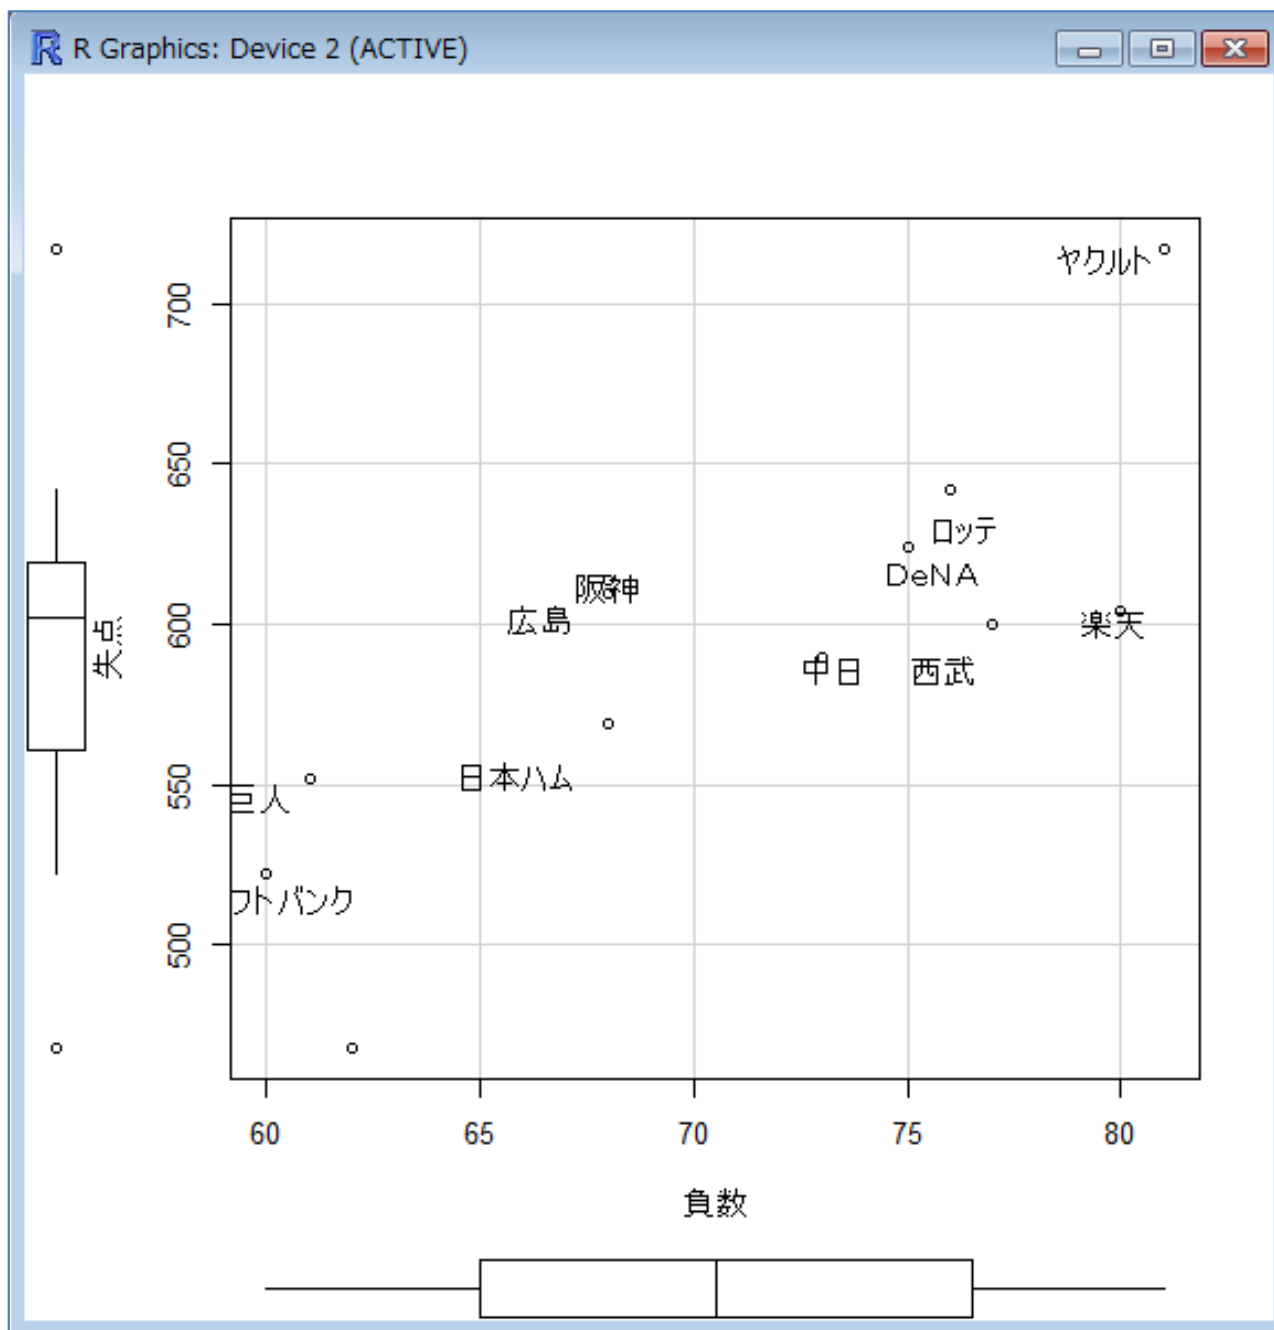 R Graphics: Device 2 (ACTIVE)
ヤクルト
700
650
ロッテ
DeNA
阪神
広島
600
楽天
失点
中日
西武
日本ハム
550
巨人
フトバンク
500
60 65 70 75 80
負数